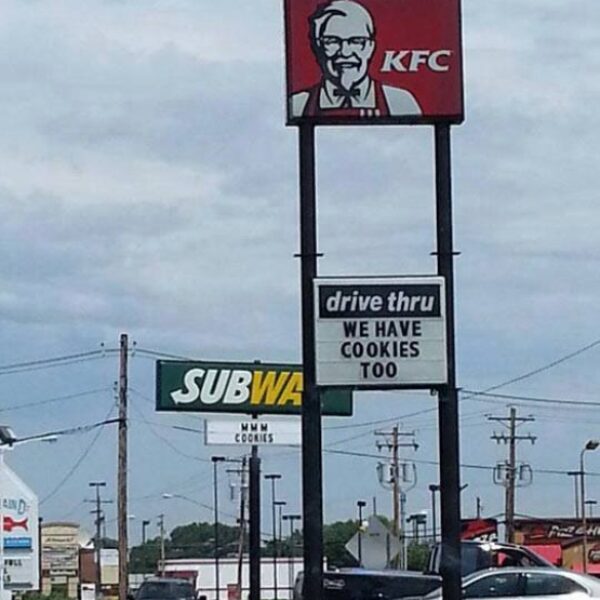 KFC
drive thru
WE HAVE
COOKIES
TOO
SUBWA
MMM
COOKIES